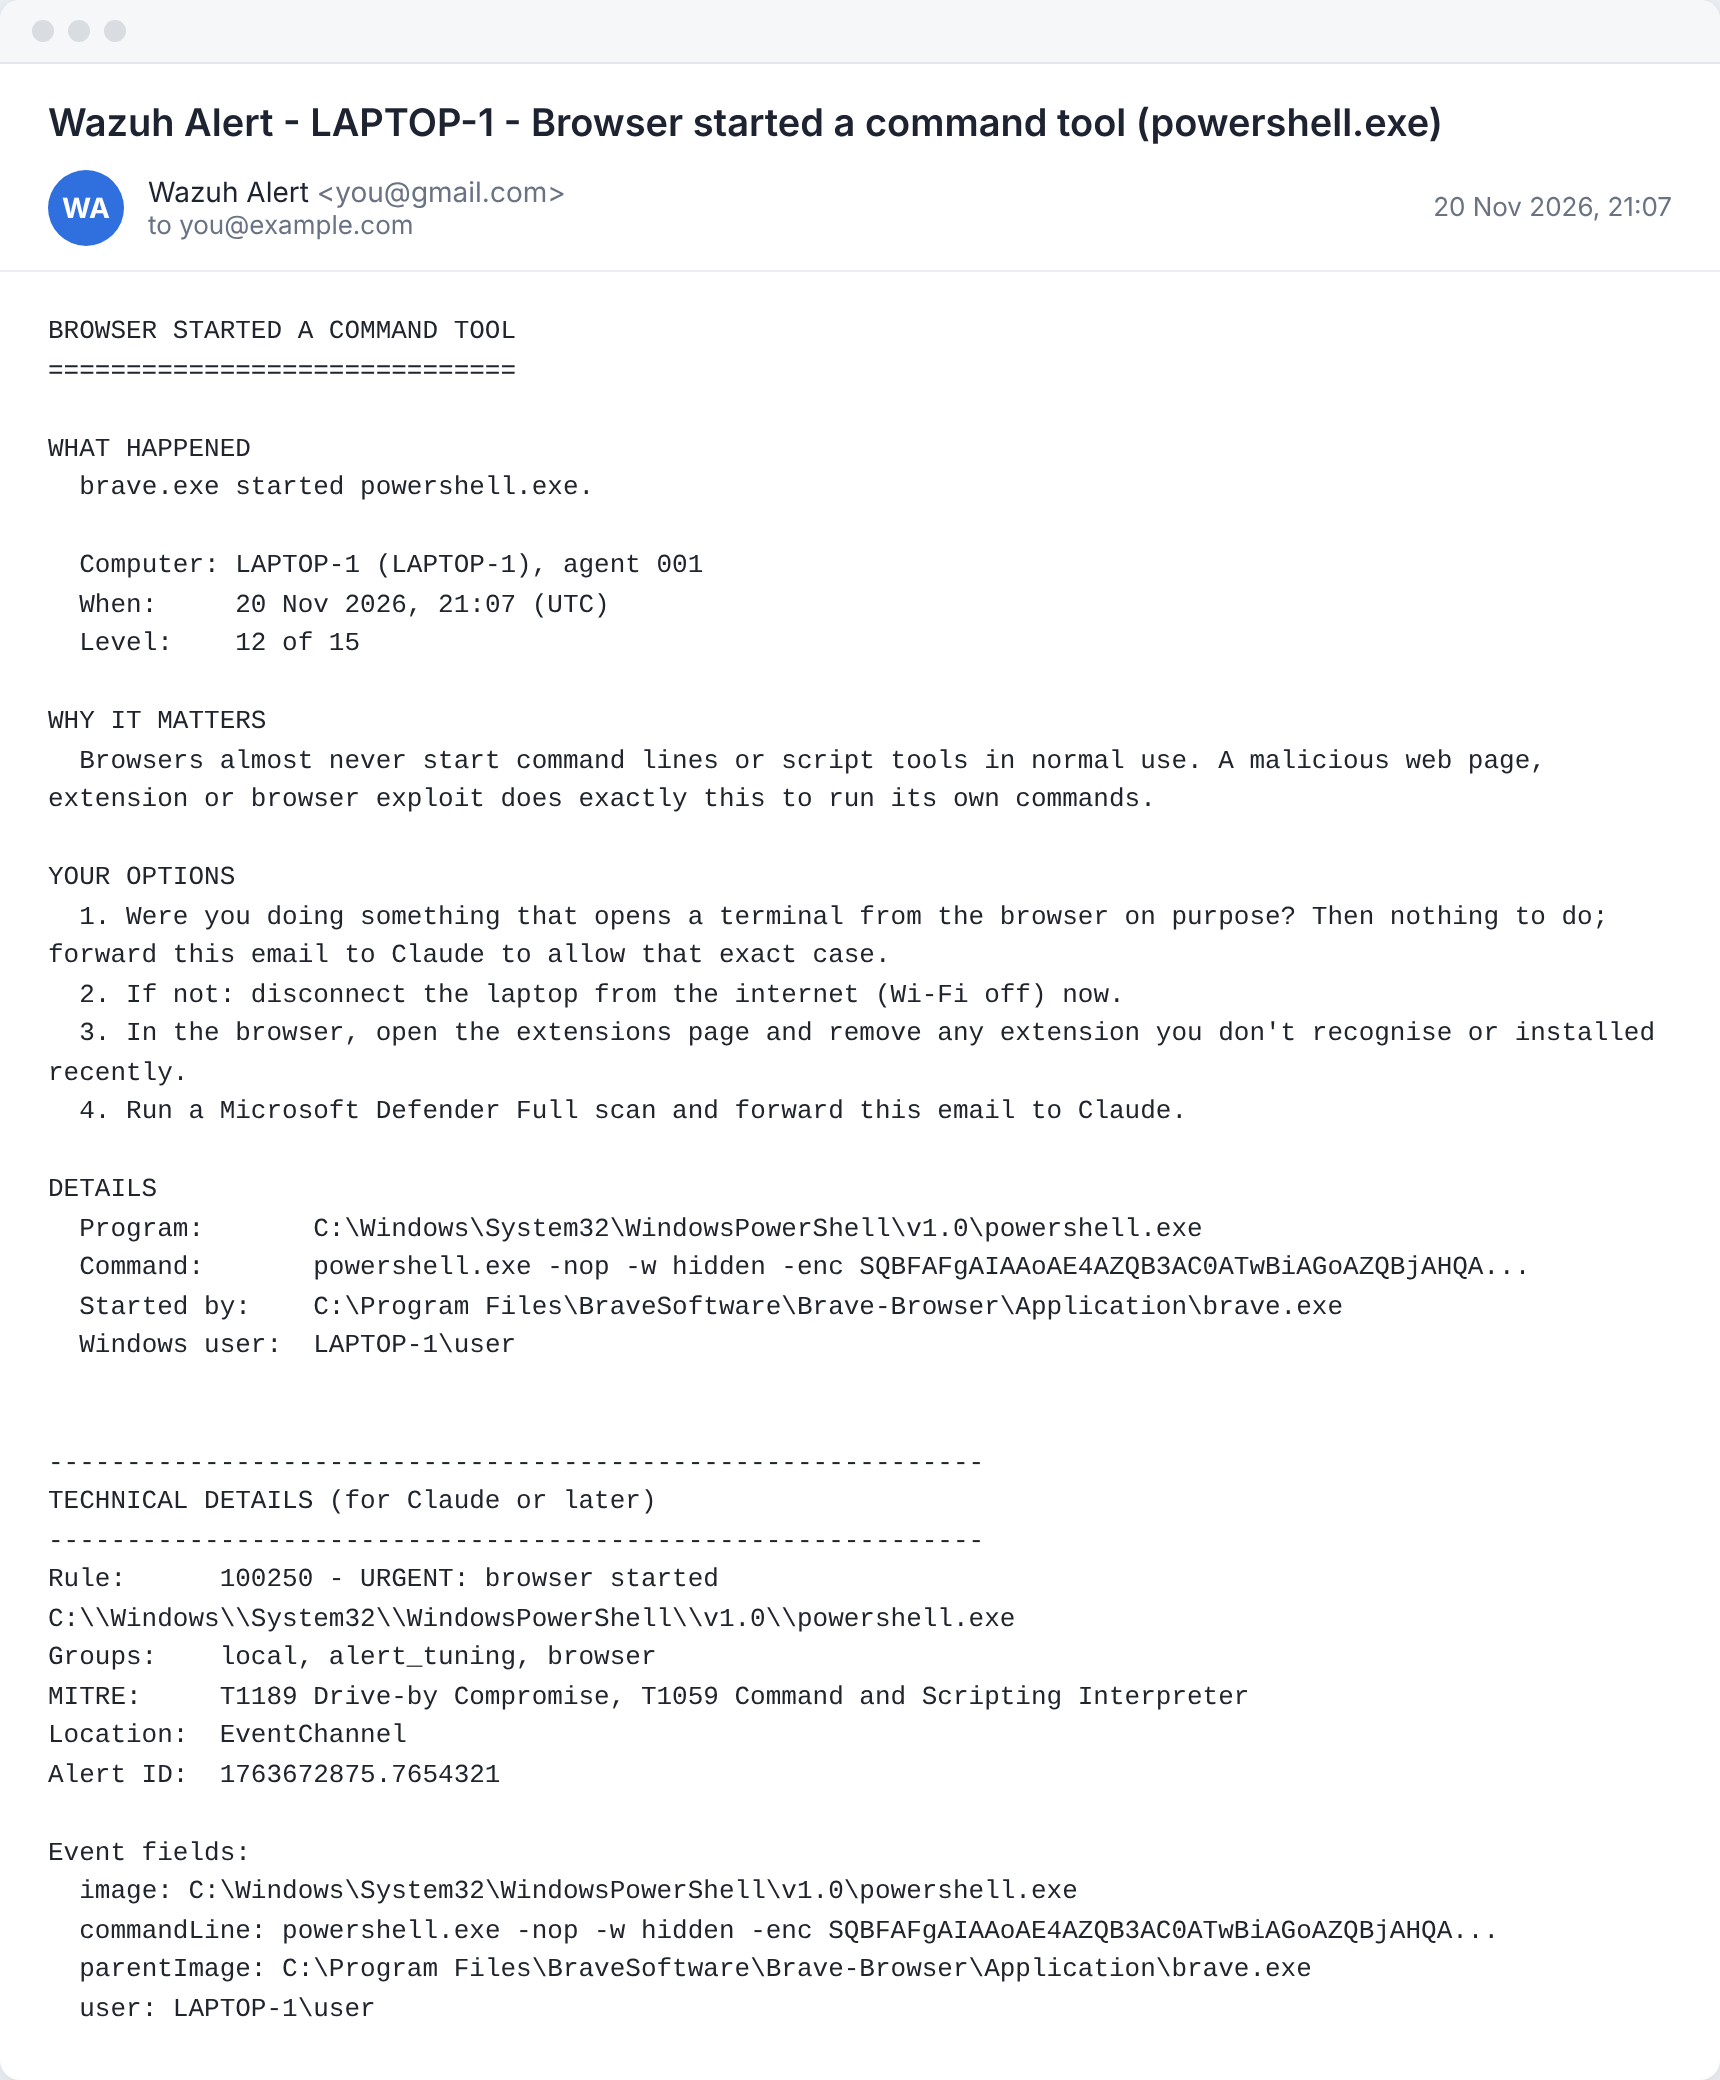 Wazuh Alert - LAPTOP-1 - Browser started a command tool (powershell.exe)
WA
Wazuh Alert <you@gmail.com>
to you@example.com
20 Nov 2026, 21:07
BROWSER STARTED A COMMAND TOOL
==============================
WHAT HAPPENED
brave.exe started powershell.exe.
Computer: LAPTOP-1 (LAPTOP-1), agent 001
When:     20 Nov 2026, 21:07 (UTC)
Level:    12 of 15
WHY IT MATTERS
Browsers almost never start command lines or script tools in normal use. A malicious web page,
extension or browser exploit does exactly this to run its own commands.
YOUR OPTIONS
1. Were you doing something that opens a terminal from the browser on purpose? Then nothing to do;
forward this email to Claude to allow that exact case.
2. If not: disconnect the laptop from the internet (Wi-Fi off) now.
3. In the browser, open the extensions page and remove any extension you don't recognise or installed
recently.
4. Run a Microsoft Defender Full scan and forward this email to Claude.
DETAILS
Program:       C:\Windows\System32\WindowsPowerShell\v1.0\powershell.exe
Command:       powershell.exe -nop -w hidden -enc SQBFAFgAIAAoAE4AZQB3AC0ATwBiAGoAZQBjAHQA...
Started by:    C:\Program Files\BraveSoftware\Brave-Browser\Application\brave.exe
Windows user:  LAPTOP-1\user
------------------------------------------------------------
TECHNICAL DETAILS (for Claude or later)
------------------------------------------------------------
Rule:      100250 - URGENT: browser started
C:\\Windows\\System32\\WindowsPowerShell\\v1.0\\powershell.exe
Groups:    local, alert_tuning, browser
MITRE:     T1189 Drive-by Compromise, T1059 Command and Scripting Interpreter
Location:  EventChannel
Alert ID:  1763672875.7654321
Event fields:
image: C:\Windows\System32\WindowsPowerShell\v1.0\powershell.exe
commandLine: powershell.exe -nop -w hidden -enc SQBFAFgAIAAoAE4AZQB3AC0ATwBiAGoAZQBjAHQA...
parentImage: C:\Program Files\BraveSoftware\Brave-Browser\Application\brave.exe
user: LAPTOP-1\user